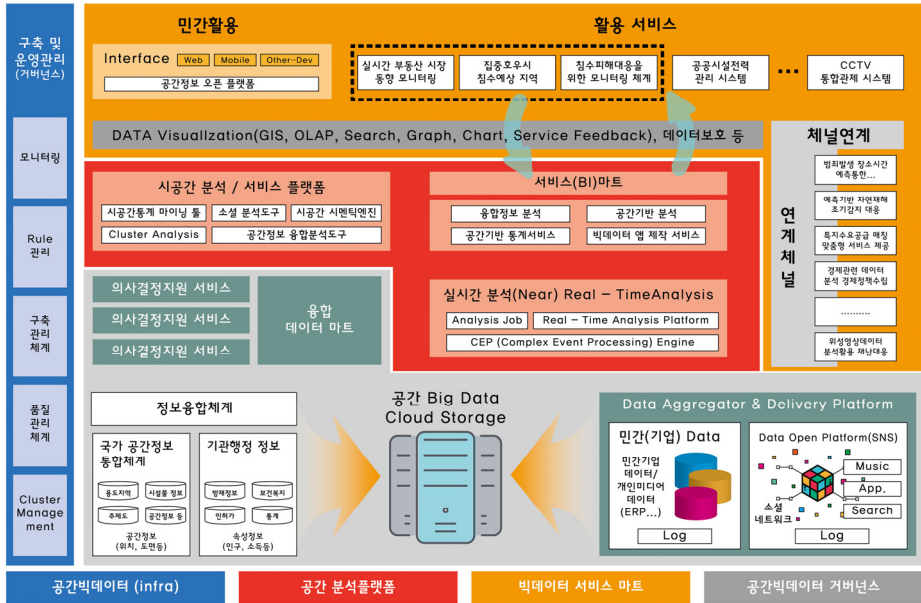 구축 및
운영관리
(거버넌스)
모니터링
Rule
관리
구축
관리
체계
품질
관리
체계
Cluster
Manage
ment
민간활용
Interface
Web
Mobile
Other··Dev
공간정보 오픈 플랫폼
활용 서비스
실시간 부동산 시장
동향 모니터링
집중호우시
침수예상 지역
침수피해대응을
위한 모니터링 체계
공공시설전력
관리 시스템
...
CCTV
통합관제 시스템
DATA Visuallzation(GIS, OLAP, Search, Graph, Chart, Service Feedback), 데이터보호 등
시공간 분석 / 서비스 플랫폼
시공간통계 마이닝 툴
소셜 분석도구
시공간 시멘틱엔진
Cluster Analysis
공간정보 융합분석도구
서비스(BI)마트
융합정보 분석
공간기반 분석
공간기반 통계서비스
빅데이터 앱 제작 서비스
체널연계
연계체널
범죄발생 장소시간
예측통한...
예측기반 자연재해
조기감지 대응
특지수요공급 매칭
맞춤형 서비스 제공
경제관련 데이터
분석 경제정책수립
..........
위성영상데이터
분석활용 재난대응
의사결정지원 서비스
의사결정지원 서비스
의사결정지원 서비스
융합
데이터 마트
실시간 분석(Near) Real – TimeAnalysis
Analysis Job
Real – Time Analysis Platform
CEP (Complex Event Processing) Engine
정보융합체계
국가 공간정보
통합체계
용도지역
시설물 정보
주제도
공간정보 등
공간정보
(위치, 도면등)
기관행정 정보
방재정보
보건복지
인허가
통계
속성정보
(인구, 소득등)
공간 Big Data
Cloud Storage
Data Aggregator & Delivery Platform
민간(기업) Data
민간기업
데이터/
개인미디어
데이터
(ERP...)
Log
Data Open Platform(SNS)
Music
App.
Search
소셜
네트워크
Log
공간빅데이터 (infra)
공간 분석플랫폼
빅데이터 서비스 마트
공간빅데이터 거버넌스